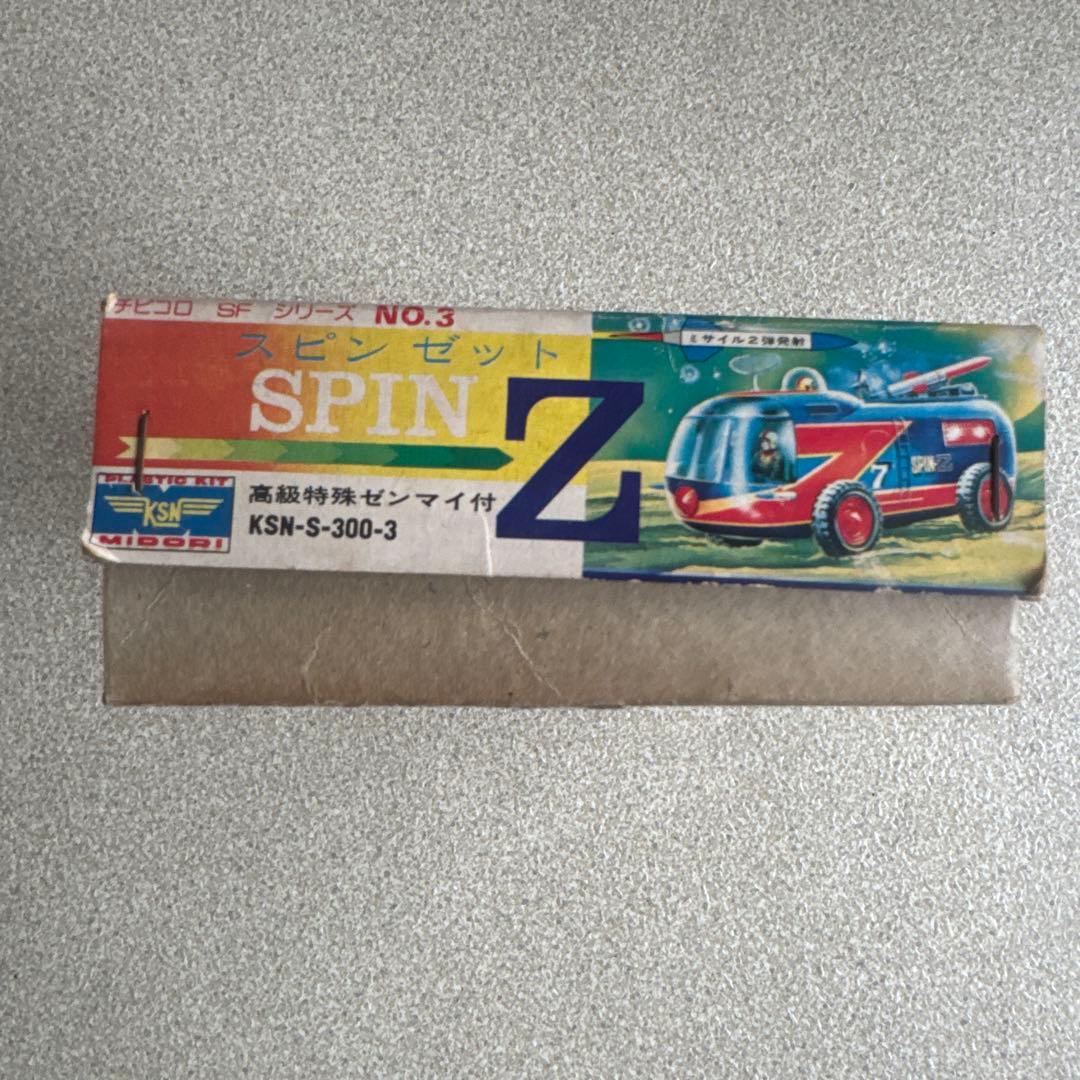 チビコロ SF シリーズ NO.3
スピン ゼット
SPIN Z
高級特殊ゼンマイ付
KSN-S-300-3
PLASTIC KIT
KSN
MIDORI
ミサイル2弾発射
7
SPIN-Z